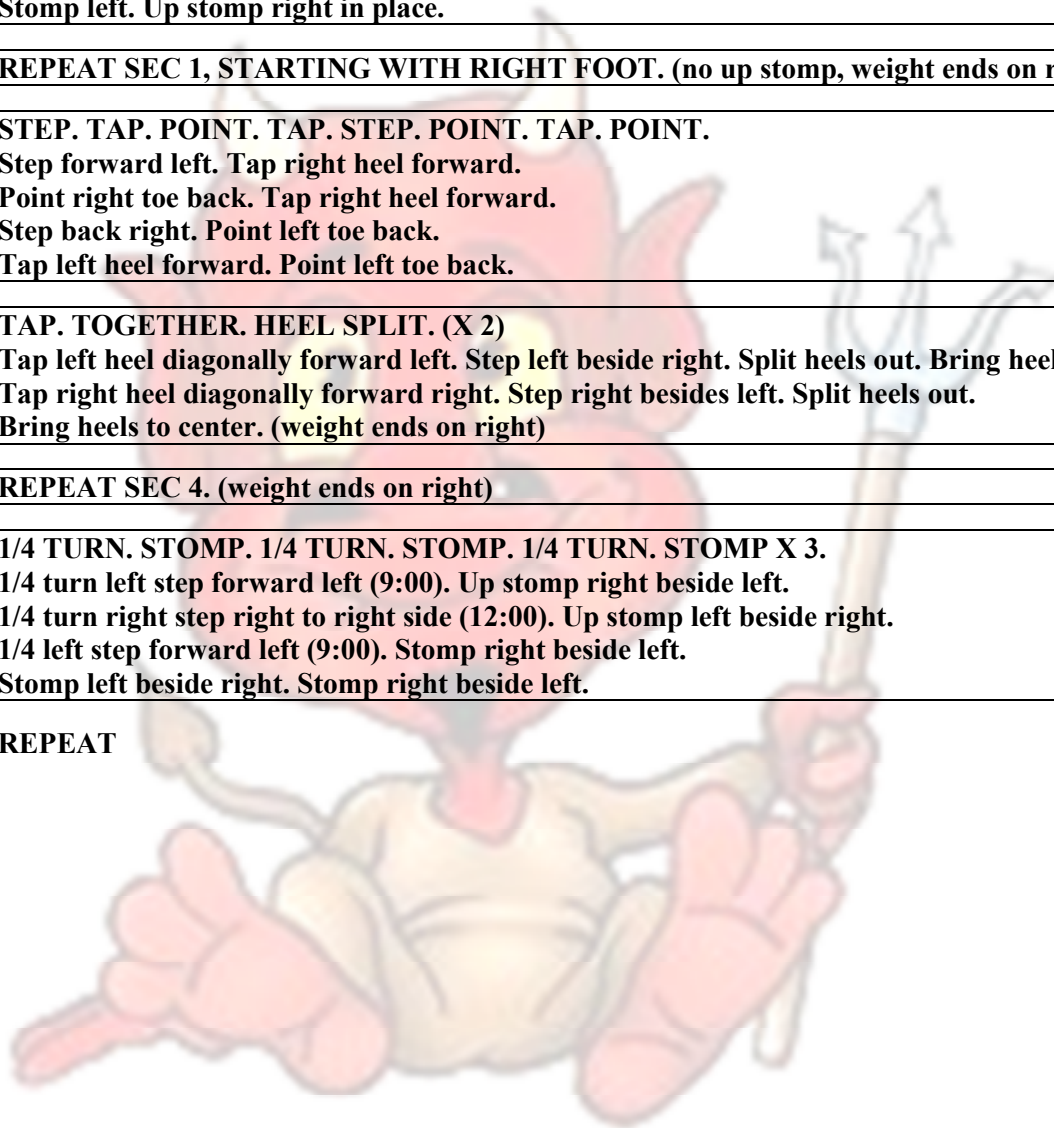 Stomp left. Up stomp right in place.
REPEAT SEC 1, STARTING WITH RIGHT FOOT. (no up stomp, weight ends on
STEP. TAP. POINT. TAP. STEP. POINT. TAP. POINT.
Step forward left. Tap right heel forward.
Point right toe back. Tap right heel forward.
Step back right. Point left toe back.
Tap left heel forward. Point left toe back.
TAP. TOGETHER. HEEL SPLIT. (X 2)
Tap left heel diagonally forward left. Step left beside right. Split heels out. Bring
Tap right heel diagonally forward right. Step right besides left. Split heels out.
Bring heels to center. (weight ends on right)
REPEAT SEC 4. (weight ends on right)
1/4 TURN. STOMP. 1/4 TURN. STOMP. 1/4 TURN. STOMP X 3.
1/4 turn left step forward left (9:00). Up stomp right beside left.
1/4 turn right step right to right side (12:00). Up stomp left beside right.
1/4 left step forward left (9:00). Stomp right beside left.
Stomp left beside right. Stomp right beside left.
REPEAT